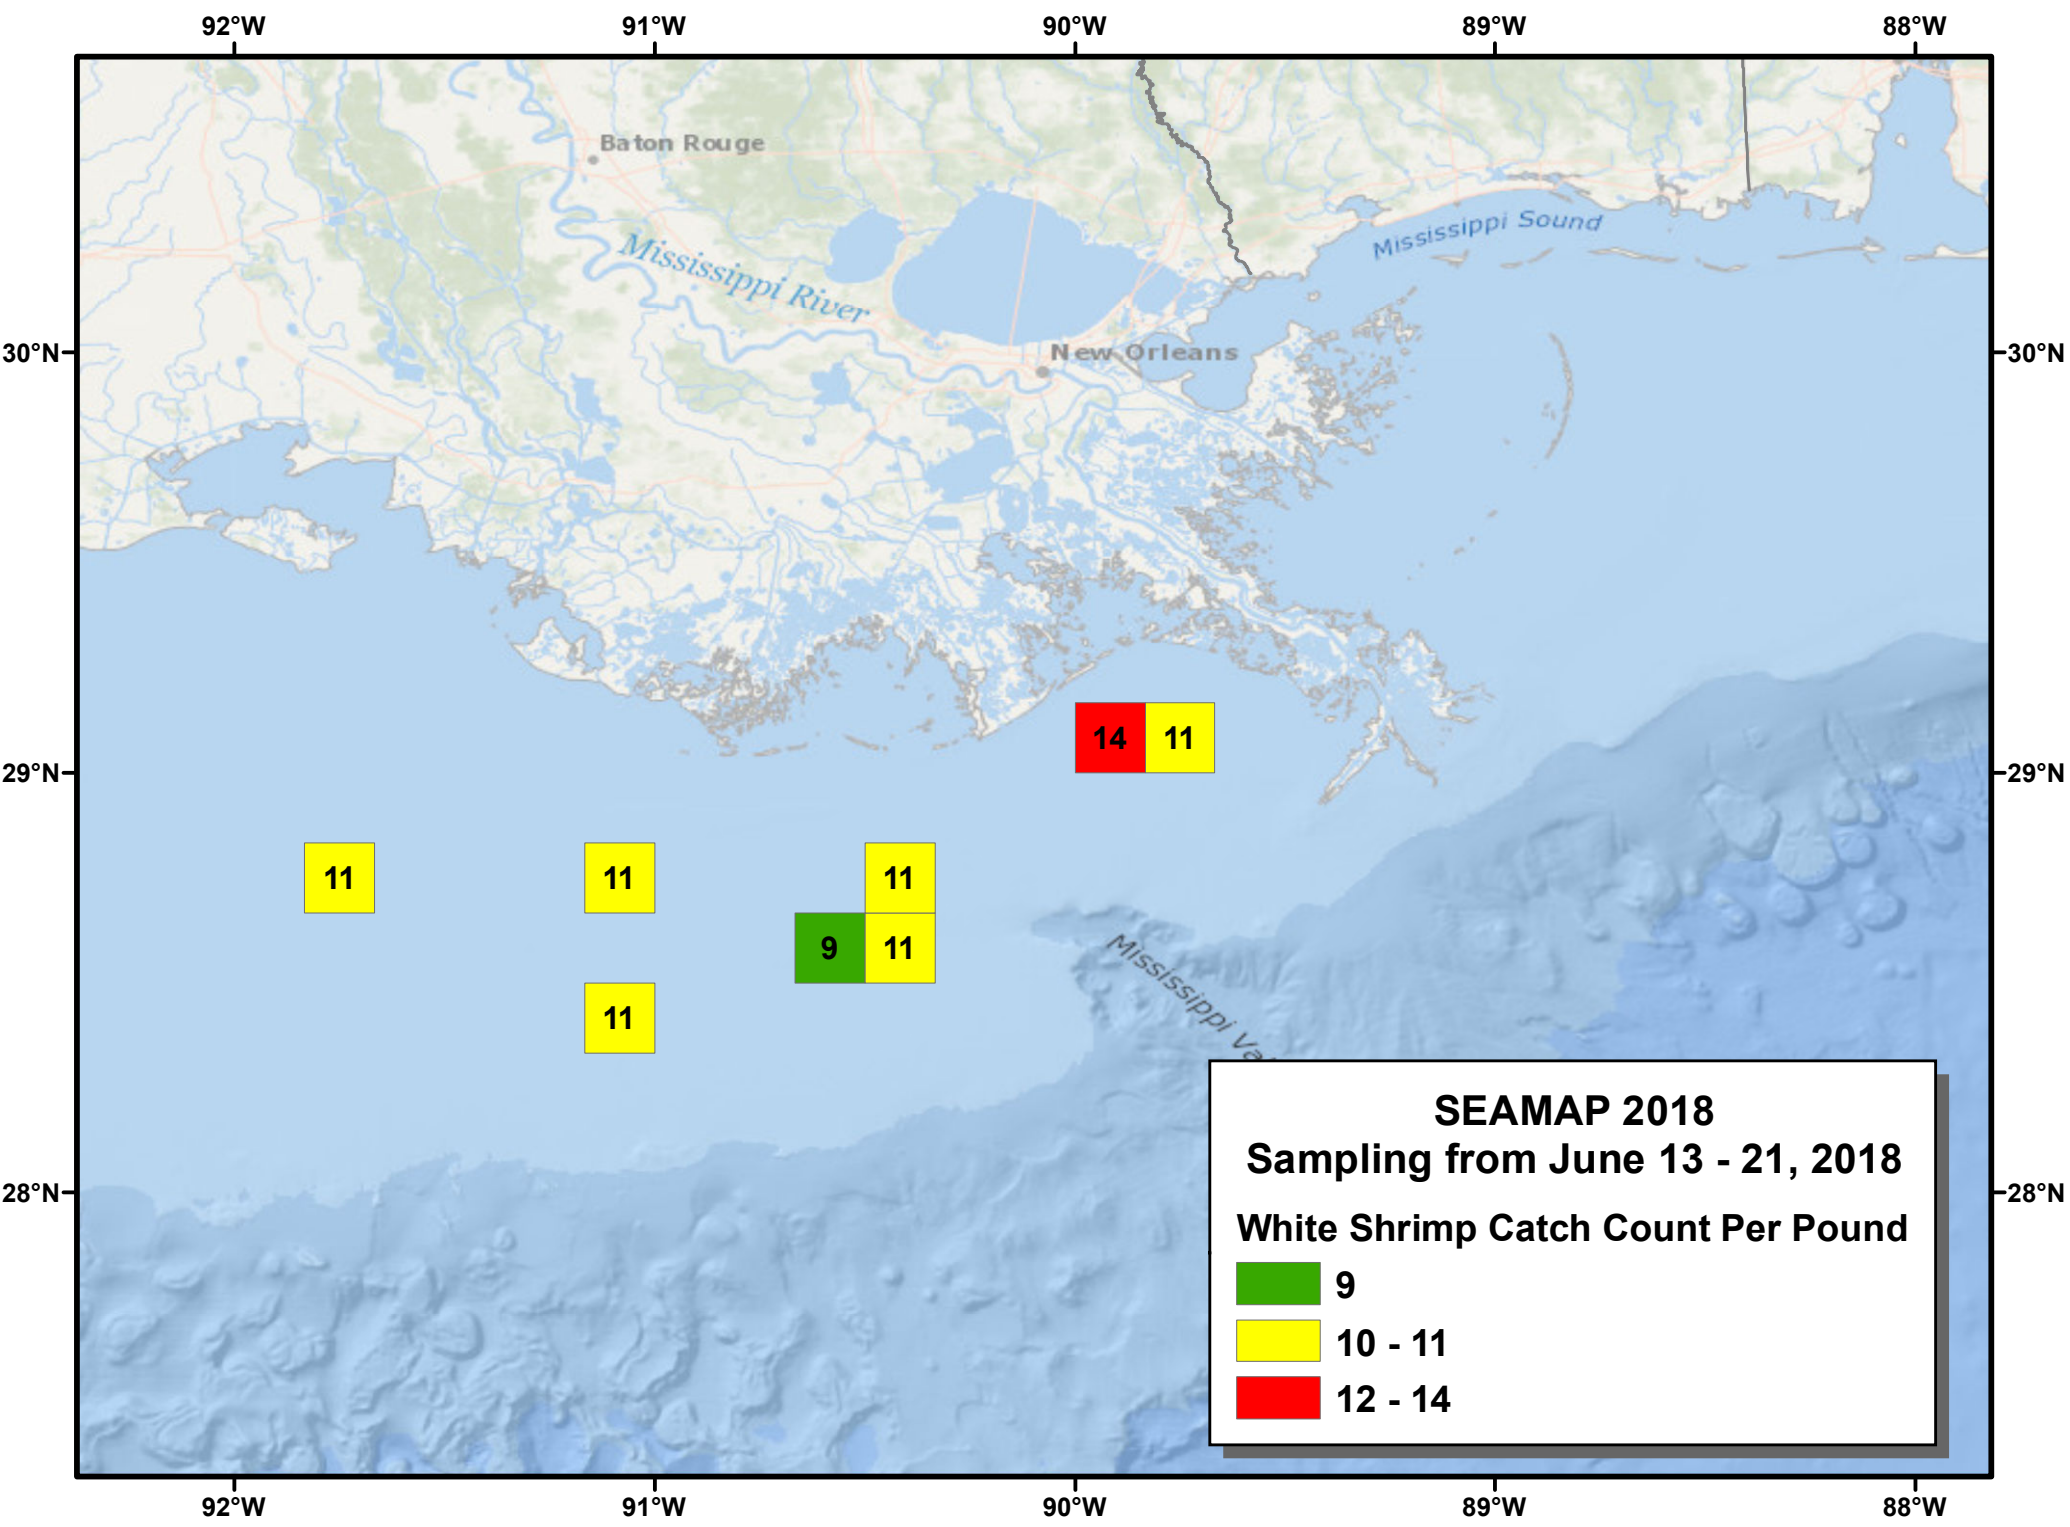 92°W 91°W 90°W 89°W 88°W
Baton Rouge
Mississippi Sound
Mississippi River
30°N 30°N
New Orleans
14 11
29°N 29°N
11 11 11
9 11
Mississippi Va
11
SEAMAP 2018
Sampling from June 13 - 21, 2018
28°N 28°N
White Shrimp Catch Count Per Pound
9
10 - 11
12 - 14
92°W 91°W 90°W 89°W 88°W